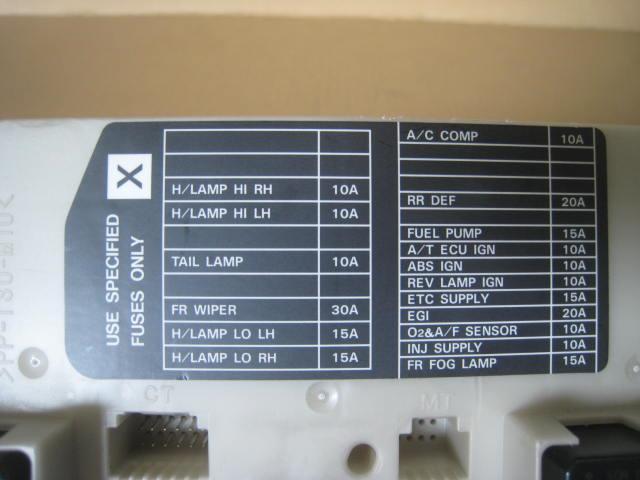 X
USE SPECIFIED
FUSES ONLY
H/LAMP HI RH 10A
H/LAMP HI LH 10A
TAIL LAMP 10A
FR WIPER 30A
H/LAMP LO LH 15A
H/LAMP LO RH 15A
A/C COMP 10A
RR DEF 20A
FUEL PUMP 15A
A/T ECU IGN 10A
ABS IGN 10A
REV LAMP IGN 10A
ETC SUPPLY 15A
EGI 20A
O2&A/F SENSOR 10A
INJ SUPPLY 10A
FR FOG LAMP 15A
CT
MT